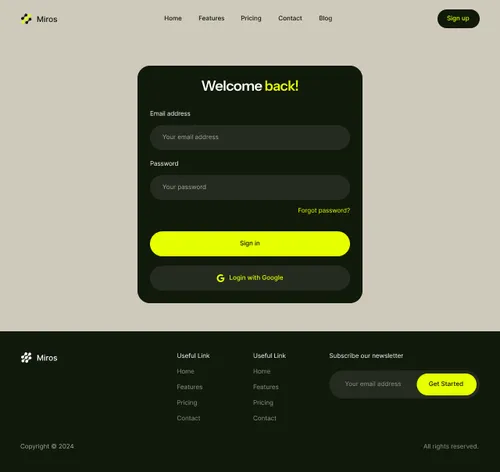 Miros
Home Features Pricing Contact Blog
Sign up
Welcome back!
Email address
Your email address
Password
Your password
Forgot password?
Sign in
Login with Google
Miros
Useful Link
Home
Features
Pricing
Contact
Useful Link
Home
Features
Pricing
Contact
Subscribe our newsletter
Your email address
Get Started
Copyright © 2024
All rights reserved.